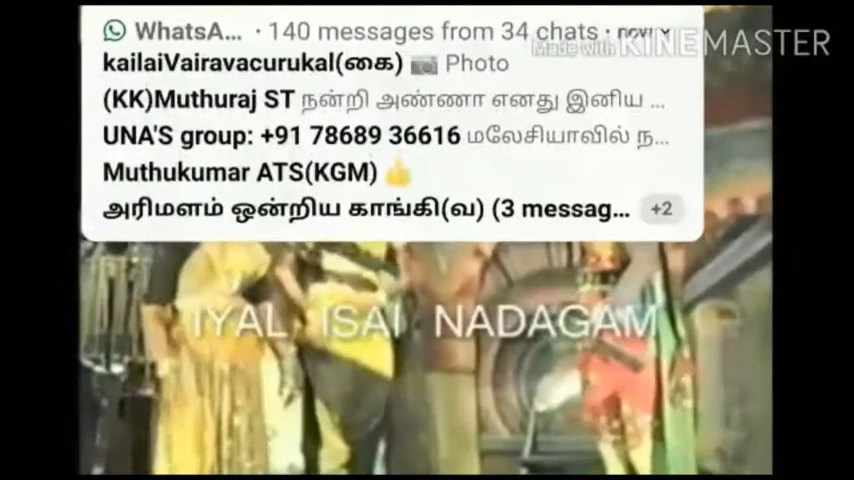 WhatsA... · 140 messages from 34 chats · now
Made with KINEMASTER
kailaiVairavacurukal(கை) 📷 Photo
(KK)Muthuraj ST நன்றி அண்ணா எனது இனிய ...
UNA'S group: +91 78689 36616 மலேசியாவில் ந...
Muthukumar ATS(KGM) 👍
அரிமளம் ஒன்றிய காங்கி(வ) (3 messag... +2
IYAL ISAI NADAGAM